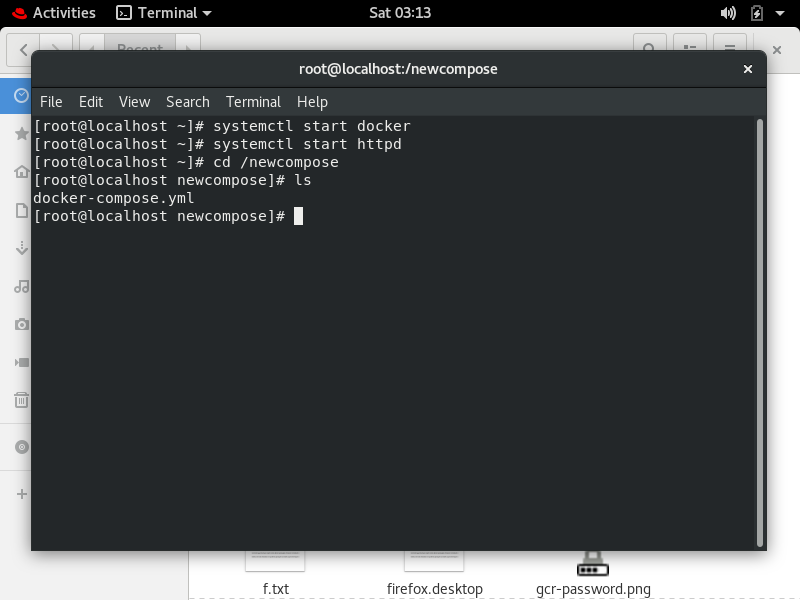 Activities Terminal Sat 03:13
Recent
root@localhost:/newcompose
File Edit View Search Terminal Help
[root@localhost ~]# systemctl start docker
[root@localhost ~]# systemctl start httpd
[root@localhost ~]# cd /newcompose
[root@localhost newcompose]# ls
docker-compose.yml
[root@localhost newcompose]#
f.txt firefox.desktop gcr-password.png